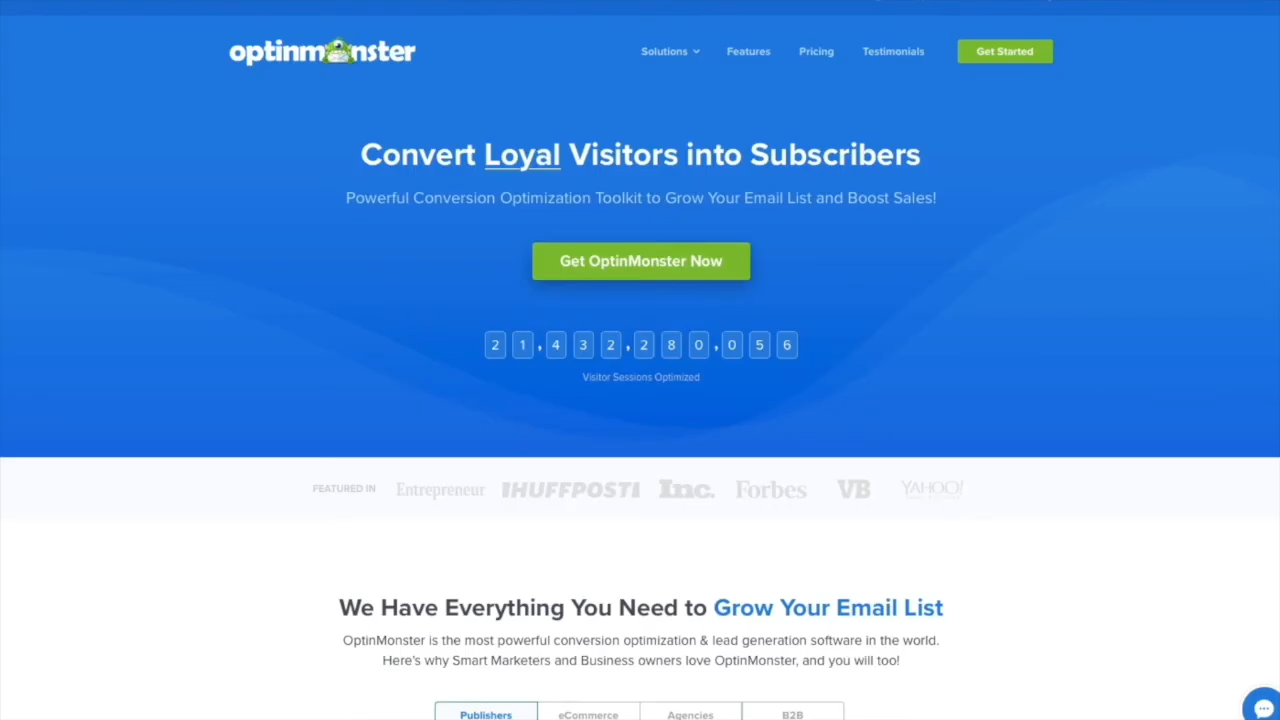 optinmonster
Solutions Features Pricing Testimonials Get Started
Convert Loyal Visitors into Subscribers
Powerful Conversion Optimization Toolkit to Grow Your Email List and Boost Sales!
Get OptinMonster Now
21,432,280,056
Visitor Sessions Optimized
FEATURED IN Entrepreneur IHUFFPOSTI Inc. Forbes VB YAHOO!
We Have Everything You Need to Grow Your Email List
OptinMonster is the most powerful conversion optimization & lead generation software in the world.
Here's why Smart Marketers and Business owners love OptinMonster, and you will too!
Publishers eCommerce Agencies B2B